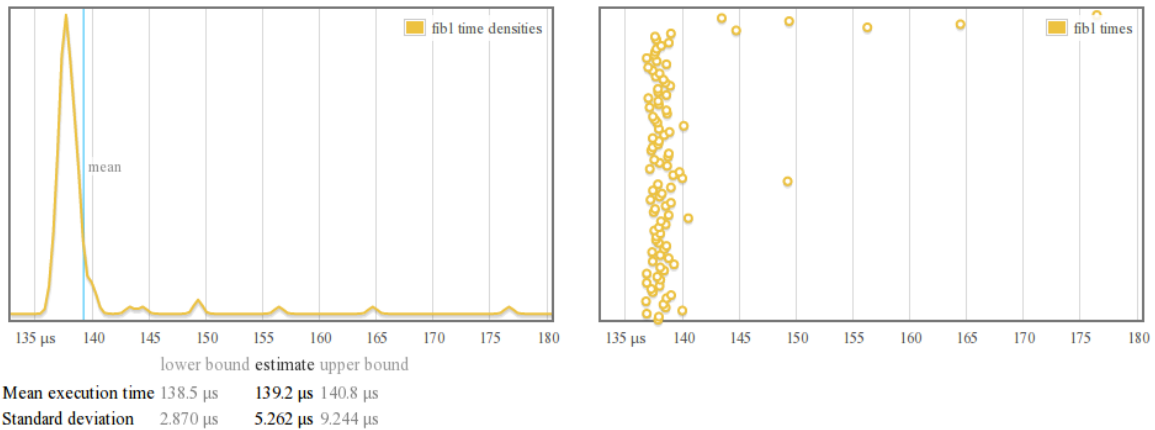 fib1 time densities
mean
135 µs 140 145 150 155 160 165 170 175 180
fib1 times
135 µs 140 145 150 155 160 165 170 175 180
lower bound estimate upper bound
Mean execution time 138.5 µs 139.2 µs 140.8 µs
Standard deviation 2.870 µs 5.262 µs 9.244 µs